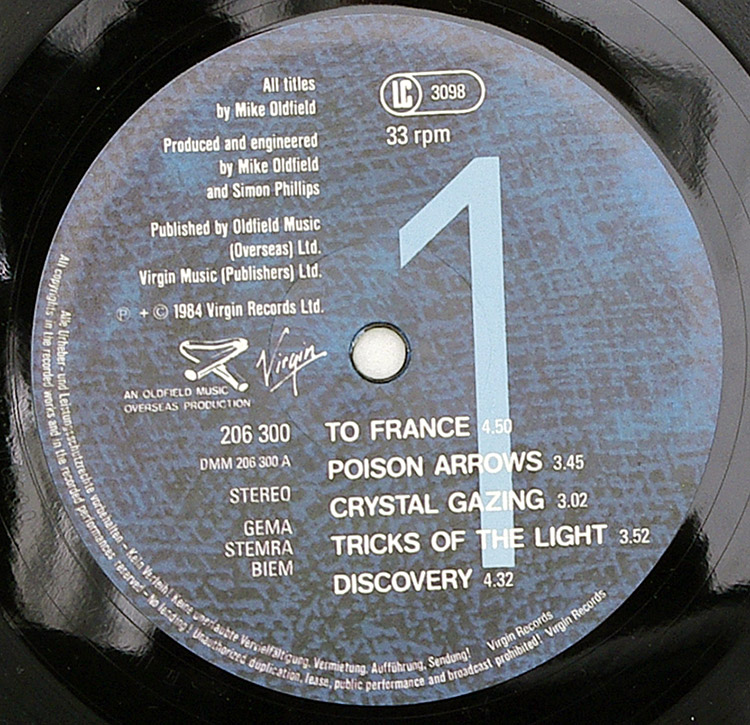 All titles
by Mike Oldfield
Produced and engineered
by Mike Oldfield
and Simon Phillips
Published by Oldfield Music
(Overseas) Ltd.
Virgin Music (Publishers) Ltd.
℗ + © 1984 Virgin Records Ltd.
LC 3098
33 rpm
1
Virgin
AN OLDFIELD MUSIC
OVERSEAS PRODUCTION
206 300
DMM 206 300 A
STEREO
GEMA
STEMRA
BIEM
TO FRANCE 4.50
POISON ARROWS 3.45
CRYSTAL GAZING 3.02
TRICKS OF THE LIGHT 3.52
DISCOVERY 4.32
Alle Urheber- und Leistungsschutzrechte vorbehalten – Kein Verleih! Keine unerlaubte Vervielfältigung, Vermietung, Aufführung, Sendung! Virgin Records
All copyrights in the recorded works and in the recorded performances reserved – no lending! Unauthorized duplication, lease, public performance and broadcast prohibited! Virgin Records